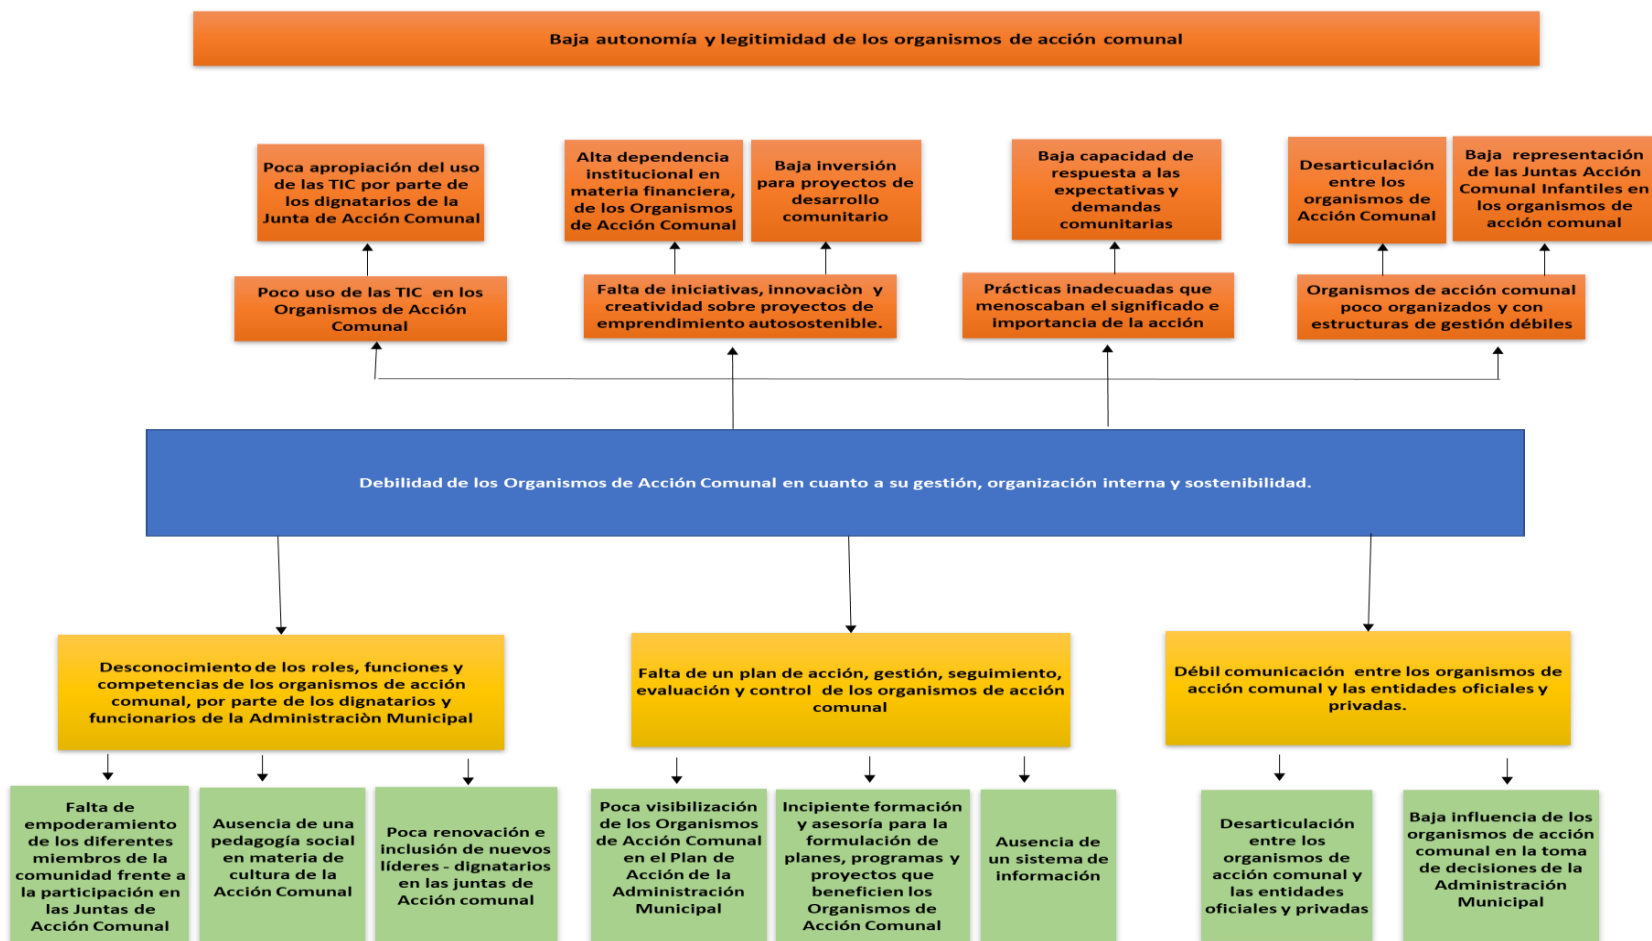 Baja autonomía y legitimidad de los organismos de acción comunal
Poca apropiación del uso
de las TIC por parte de
los dignatarios de la
Junta de Acción Comunal
Alta dependencia
institucional en
materia financiera,
de los Organismos
de Acción Comunal
Baja inversión
para proyectos de
desarrollo
comunitario
Baja capacidad de
respuesta a las
expectativas y
demandas
comunitarias
Desarticulación
entre los
organismos de
Acción Comunal
Baja representación
de las Juntas Acción
Comunal Infantiles en
los organismos de
acción comunal
Poco uso de las TIC en los
Organismos de Acción
Comunal
Falta de iniciativas, innovaciòn y
creatividad sobre proyectos de
emprendimiento autosostenible.
Prácticas inadecuadas que
menoscaban el significado e
importancia de la acción
Organismos de acción comunal
poco organizados y con
estructuras de gestión débiles
Debilidad de los Organismos de Acción Comunal en cuanto a su gestión, organización interna y sostenibilidad.
Desconocimiento de los roles, funciones y
competencias de los organismos de acción
comunal, por parte de los dignatarios y
funcionarios de la Administraciòn Municipal
Falta de un plan de acción, gestión, seguimiento,
evaluación y control de los organismos de acción
comunal
Débil comunicación entre los organismos de
acción comunal y las entidades oficiales y
privadas.
Falta de
empoderamiento
de los diferentes
miembros de la
comunidad frente a
la participación en
las Juntas de
Acción Comunal
Ausencia de una
pedagogía social
en materia de
cultura de la
Acción Comunal
Poca renovación e
inclusión de nuevos
líderes - dignatarios
en las juntas de
Acción comunal
Poca visibilización
de los Organismos
de Acción Comunal
en el Plan de
Acción de la
Administración
Municipal
Incipiente formación
y asesoría para la
formulación de
planes, programas y
proyectos que
beneficien los
Organismos de
Acción Comunal
Ausencia de
un sistema de
información
Desarticulación
entre los
organismos de
acción comunal y
las entidades
oficiales y privadas
Baja influencia de los
organismos de acción
comunal en la toma
de decisiones de la
Administración
Municipal